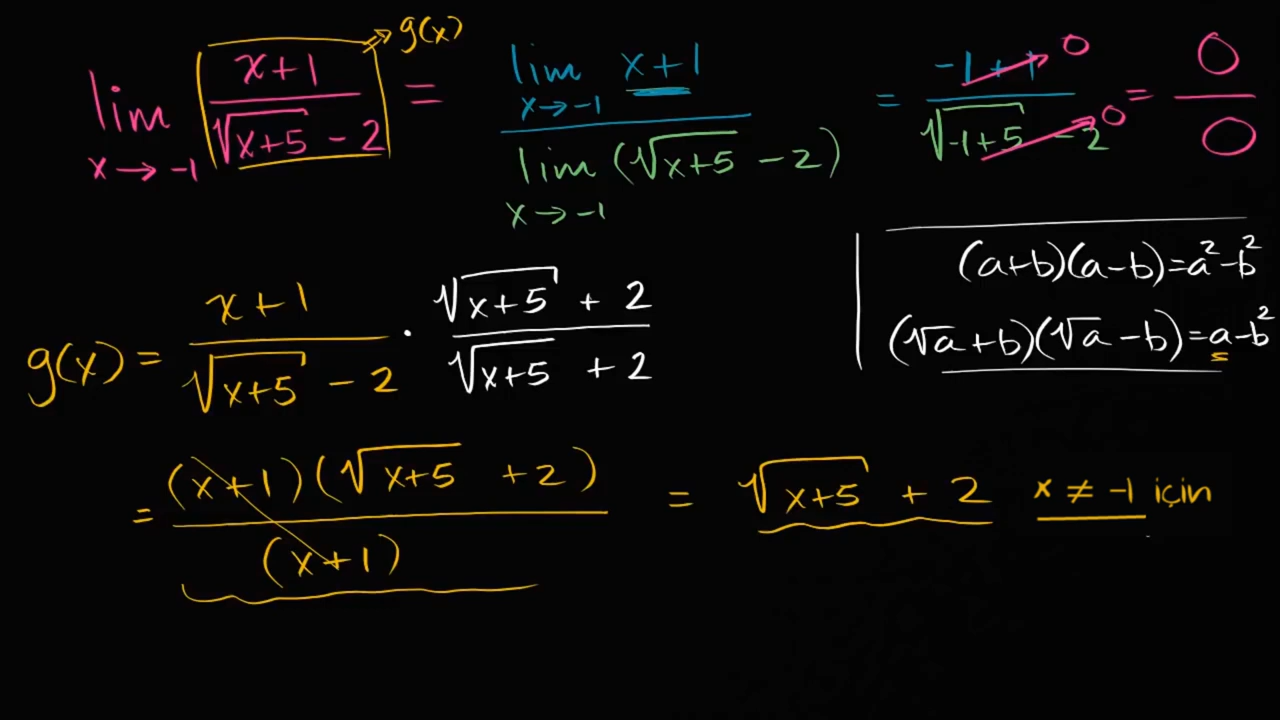 g(x)
lim x→-1 (x+1)/(√(x+5) - 2) = lim x→-1 x+1 / lim x→-1 (√(x+5) - 2) = (-1+1)/(√(-1+5) - 2) = 0/0
0
0
(a+b)(a-b)=a²-b²
(√a+b)(√a-b)=a-b²
g(x) = (x+1)/(√(x+5) - 2) · (√(x+5) + 2)/(√(x+5) + 2)
= (x+1)(√(x+5) +2)/(x+1) = √(x+5) + 2 x ≠ -1 için